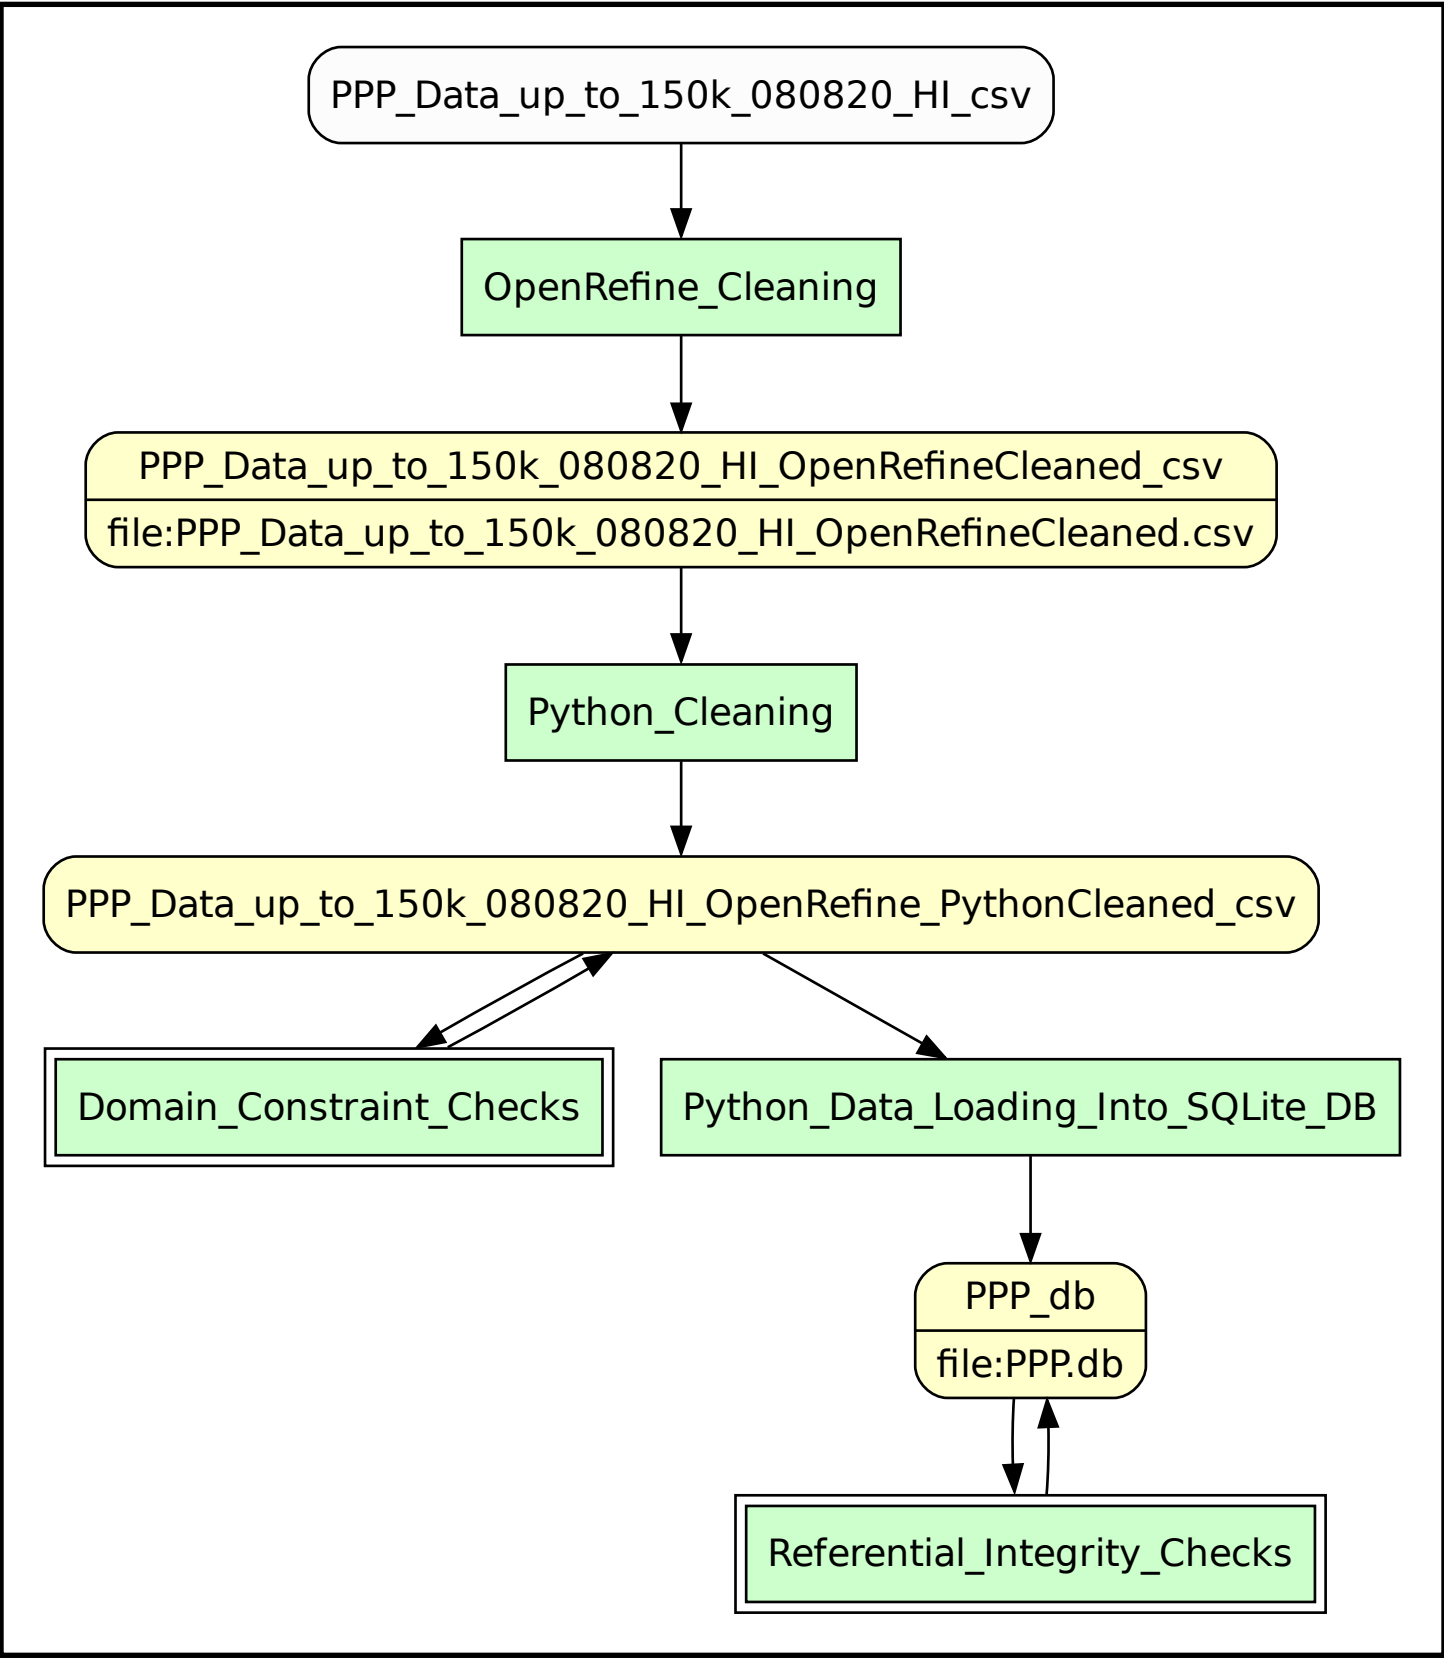 PPP_Data_up_to_150k_080820_HI_csv
OpenRefine_Cleaning
PPP_Data_up_to_150k_080820_HI_OpenRefineCleaned_csv
file:PPP_Data_up_to_150k_080820_HI_OpenRefineCleaned.csv
Python_Cleaning
PPP_Data_up_to_150k_080820_HI_OpenRefine_PythonCleaned_csv
Domain_Constraint_Checks
Python_Data_Loading_Into_SQLite_DB
PPP_db
file:PPP.db
Referential_Integrity_Checks